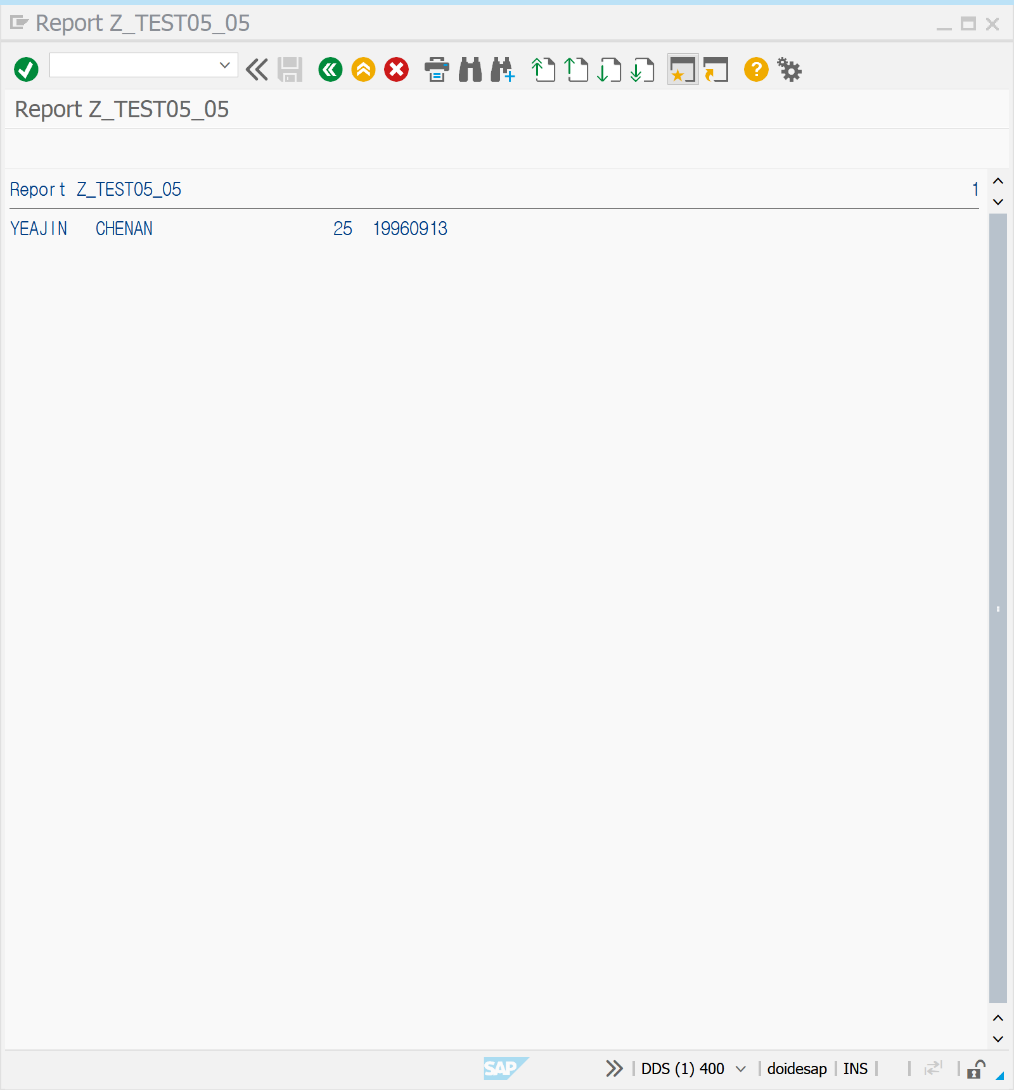 Report Z_TEST05_05
Report Z_TEST05_05
Report Z_TEST05_05 1
YEAJIN CHENAN 25 19960913
SAP DDS (1) 400 doidesap INS